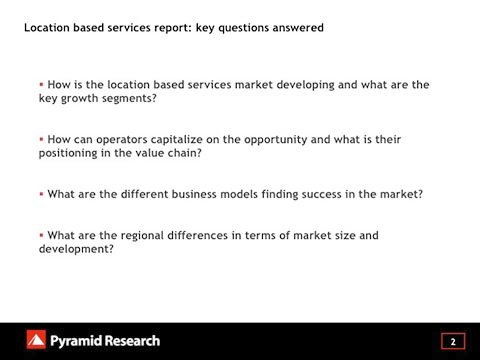 Location based services report: key questions answered
▪ How is the location based services market developing and what are the
key growth segments?
▪ How can operators capitalize on the opportunity and what is their
positioning in the value chain?
▪ What are the different business models finding success in the market?
▪ What are the regional differences in terms of market size and
development?
Pyramid Research
2